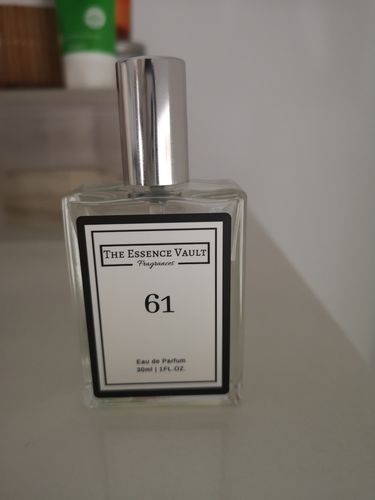 THE ESSENCE VAULT
Fragrances
61
Eau de Parfum
30ml | 1FL.OZ.